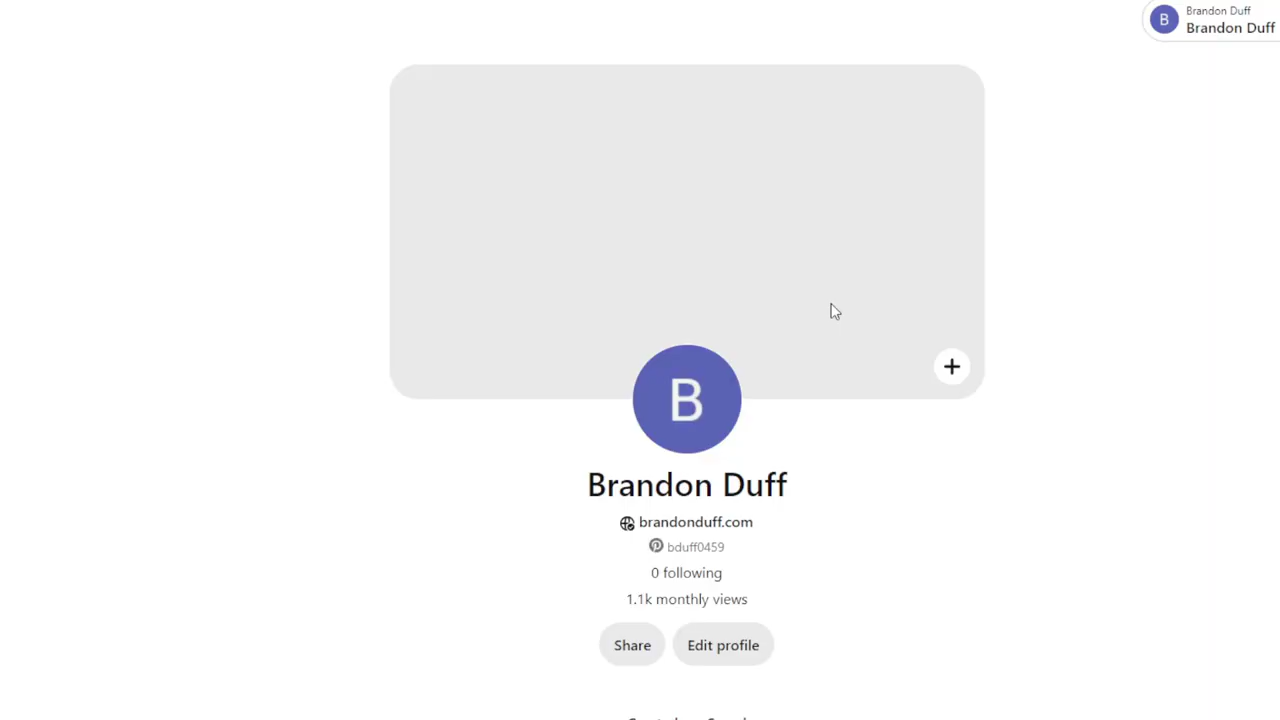 B
Brandon Duff
Brandon Duff
B
Brandon Duff
brandonduff.com
bduff0459
0 following
1.1k monthly views
Share
Edit profile